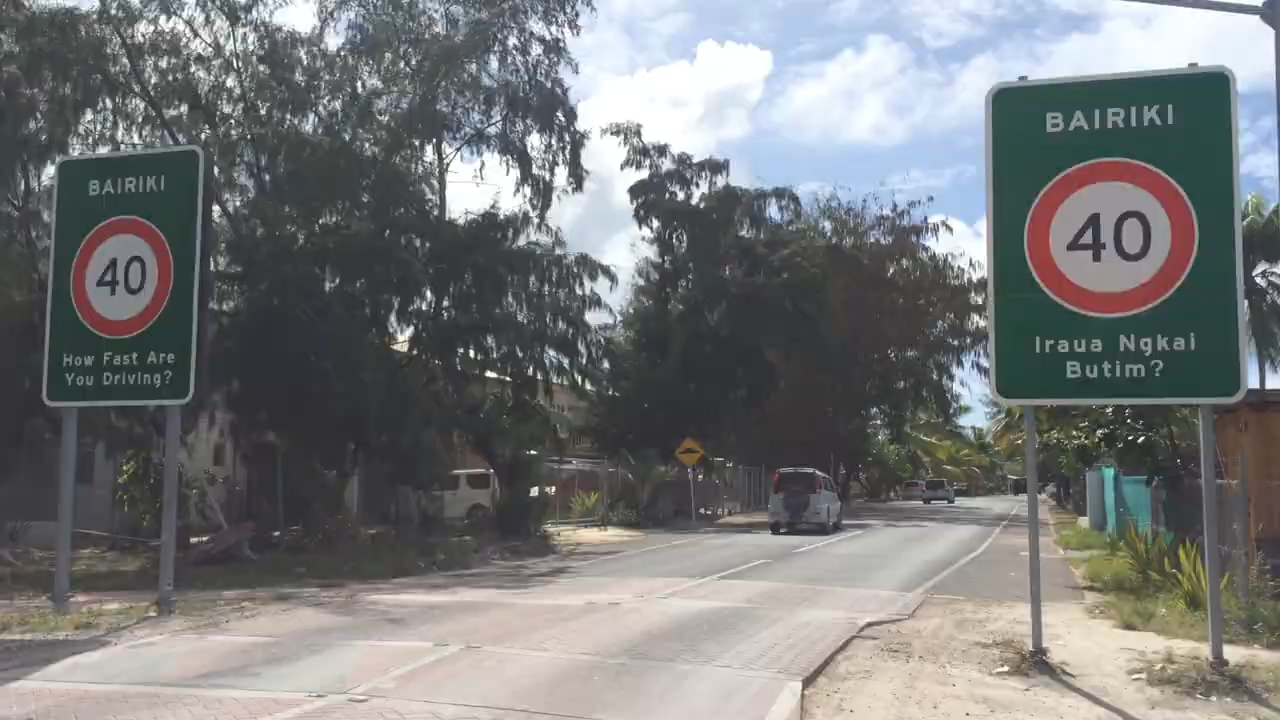 BAIRIKI
40
How Fast Are
You Driving?
BAIRIKI
40
Iraua Ngkai
Butim?